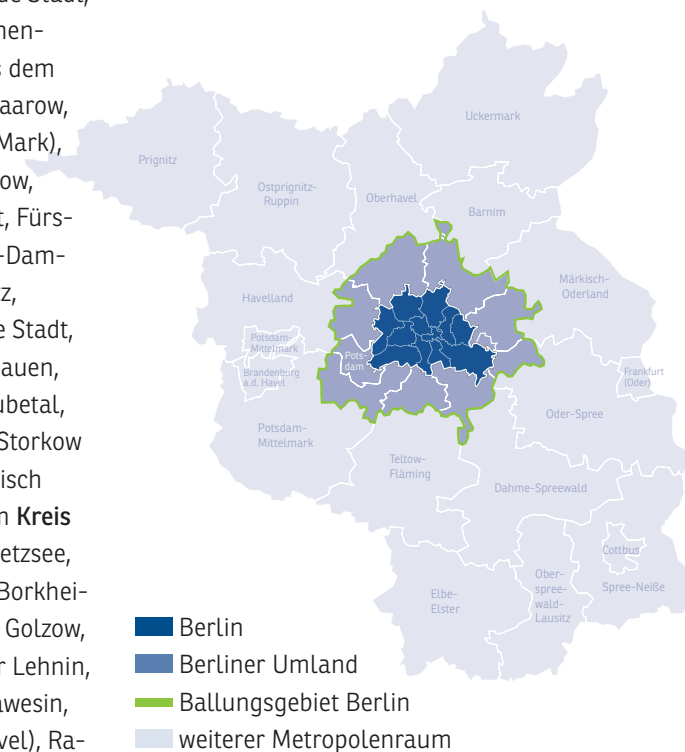 de Stadt,
hen-
s dem
aarow,
Mark),
ow,
t, Fürs-
-Dam-
z,
e Stadt,
auen,
ubetal,
Storkow
isch
n Kreis
etzsee,
Borkhei-
Golzow,
r Lehnin,
wesin,
vel), Ra-
Uckermark
Prignitz
Ostprignitz-
Ruppin
Oberhavel
Barnim
Havelland
Märkisch-
Oderland
Potsdam-
Mittelmark
Pots-
dam
Brandenburg
a.d. Havel
Frankfurt
(Oder)
Potsdam-
Mittelmark
Oder-Spree
Teltow-
Fläming
Dahme-Spreewald
Cottbus
Elbe-
Elster
Ober-
spree-
wald-
Lausitz
Spree-Neiße
Berlin
Berliner Umland
Ballungsgebiet Berlin
weiterer Metropolenraum